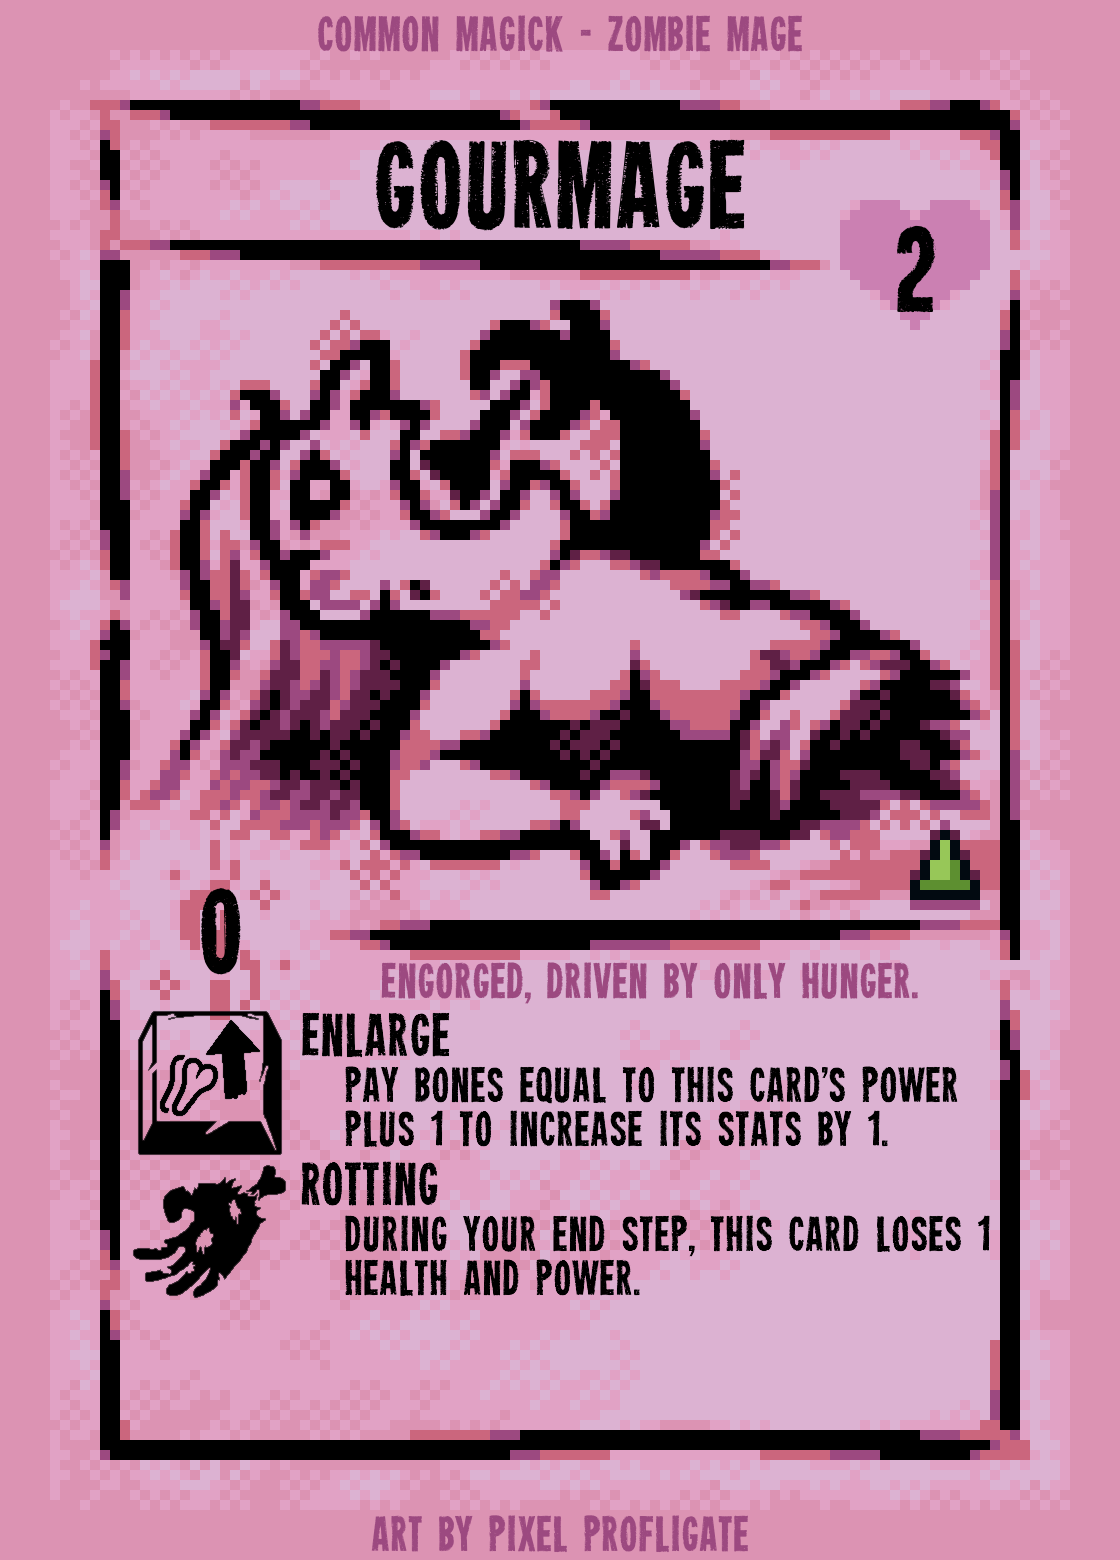 COMMON MAGICK - ZOMBIE MAGE
GOURMAGE
2
0
ENGORGED, DRIVEN BY ONLY HUNGER.
ENLARGE
PAY BONES EQUAL TO THIS CARD'S POWER
PLUS 1 TO INCREASE ITS STATS BY 1.
ROTTING
DURING YOUR END STEP, THIS CARD LOSES 1
HEALTH AND POWER.
ART BY PIXEL PROFLIGATE